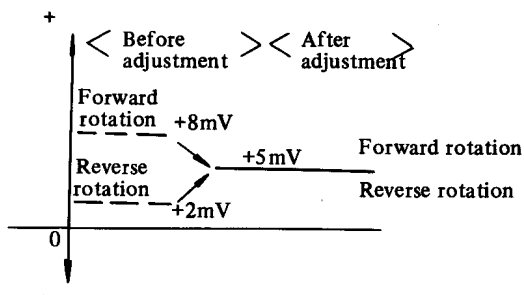 +
< Before adjustment > < After adjustment >
Forward
rotation
+8mV
+5mV
Forward rotation
Reverse
rotation
Reverse rotation
+2mV
0